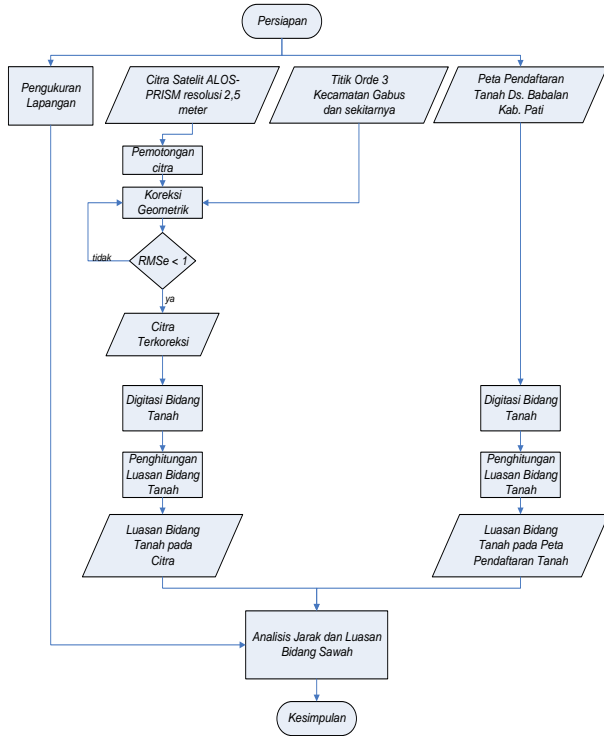 Persiapan
Pengukuran
Lapangan
Citra Satelit ALOS-
PRISM resolusi 2,5
meter
Titik Orde 3
Kecamatan Gabus
dan sekitarnya
Peta Pendaftaran
Tanah Ds. Babalan
Kab. Pati
Pemotongan
citra
Koreksi
Geometrik
tidak
RMSe < 1
ya
Citra
Terkoreksi
Digitasi Bidang
Tanah
Digitasi Bidang
Tanah
Penghitungan
Luasan Bidang
Tanah
Penghitungan
Luasan Bidang
Tanah
Luasan Bidang
Tanah pada
Citra
Luasan Bidang
Tanah pada Peta
Pendaftaran Tanah
Analisis Jarak dan Luasan
Bidang Sawah
Kesimpulan